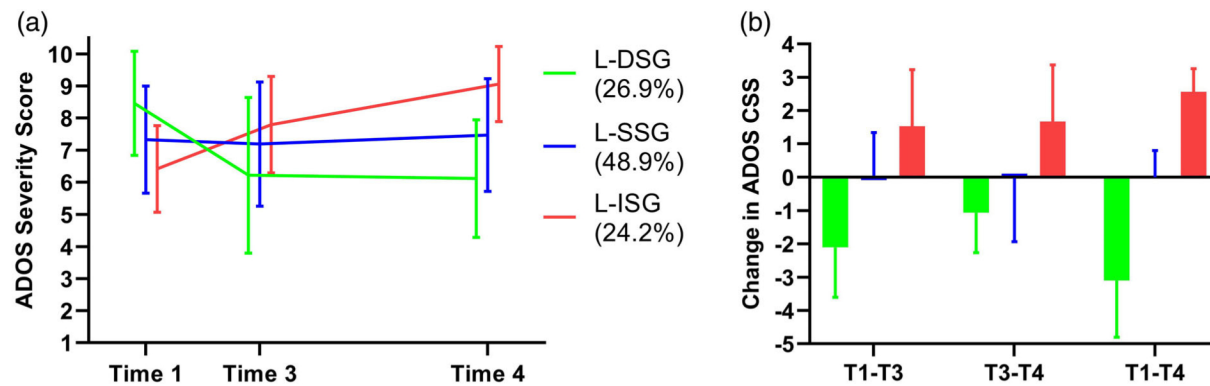 (a)
ADOS Severity Score
10
9
8
7
6
5
4
3
2
1
Time 1 Time 3 Time 4
L-DSG
(26.9%)
L-SSG
(48.9%)
L-ISG
(24.2%)
(b)
Change in ADOS CSS
4
3
2
1
0
-1
-2
-3
-4
-5
T1-T3 T3-T4 T1-T4